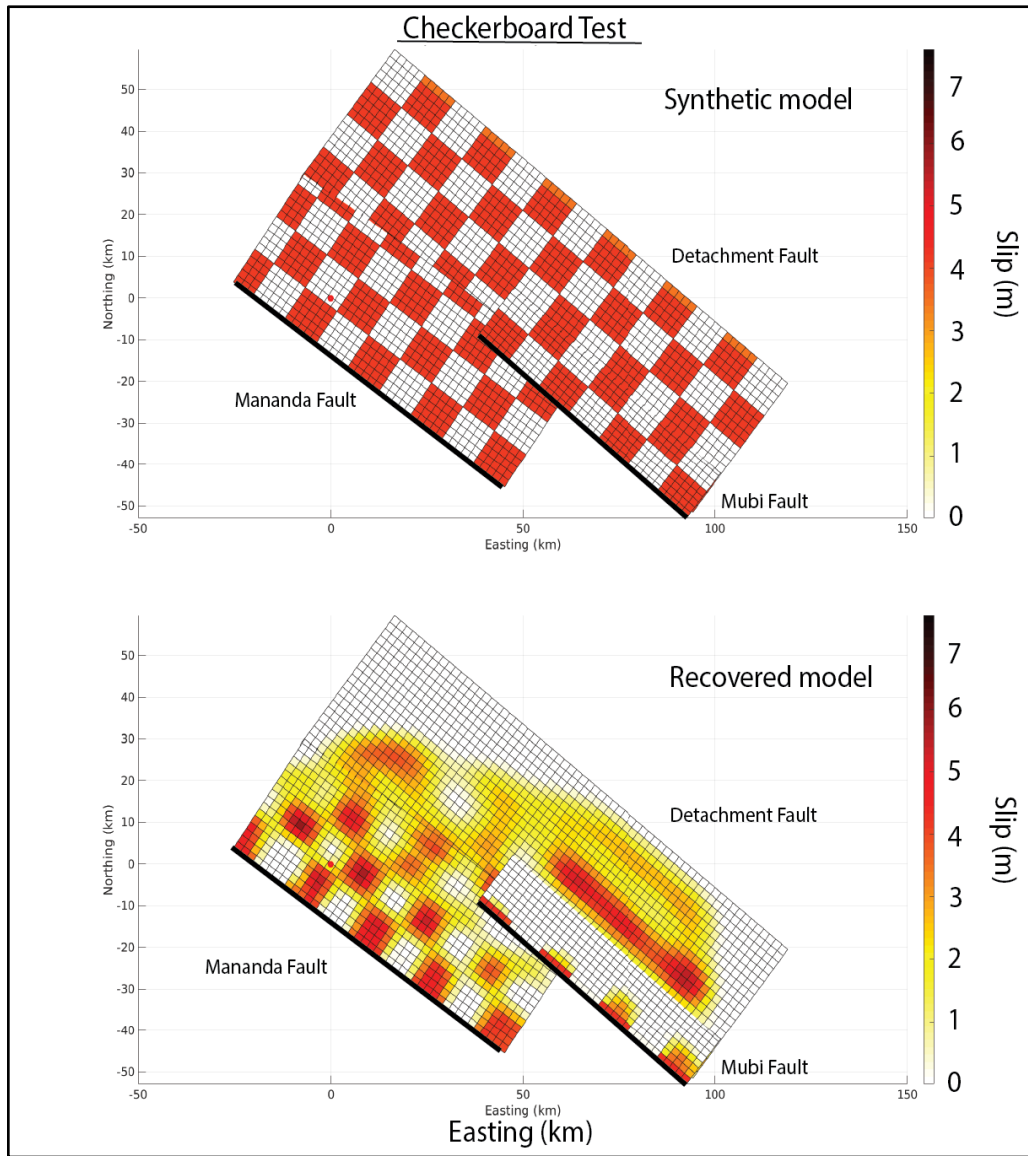 Checkerboard Test
Synthetic model
Detachment Fault
Mananda Fault
Mubi Fault
50
40
30
20
10
0
-10
-20
-30
-40
-50
Northing (km)
-50 0 50 100 150
Easting (km)
7
6
5
4
3
2
1
0
Slip (m)
Recovered model
Detachment Fault
Mananda Fault
Mubi Fault
50
40
30
20
10
0
-10
-20
-30
-40
-50
Northing (km)
-50 0 50 100 150
Easting (km)
Easting (km)
7
6
5
4
3
2
1
0
Slip (m)